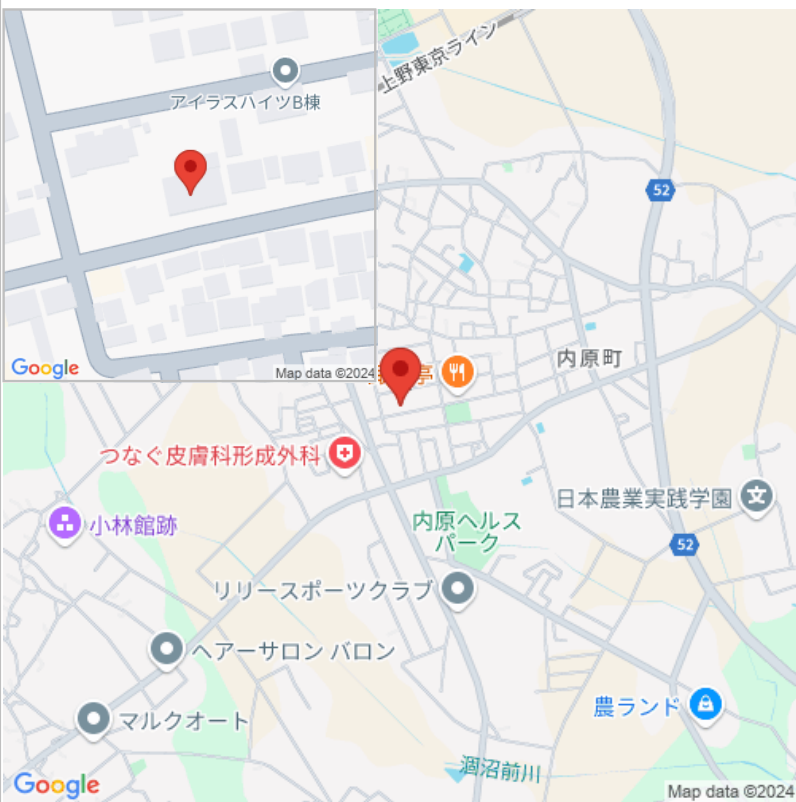 アイラスハイツB棟
Google
Map data ©2024
上野東京ライン
52
内原町
亭
つなぐ皮膚科形成外科
小林館跡
日本農業実践学園
内原ヘルス
パーク
52
リリースポーツクラブ
ヘアーサロン バロン
農ランド
マルクオート
涸沼前川
Google
Map data ©2024